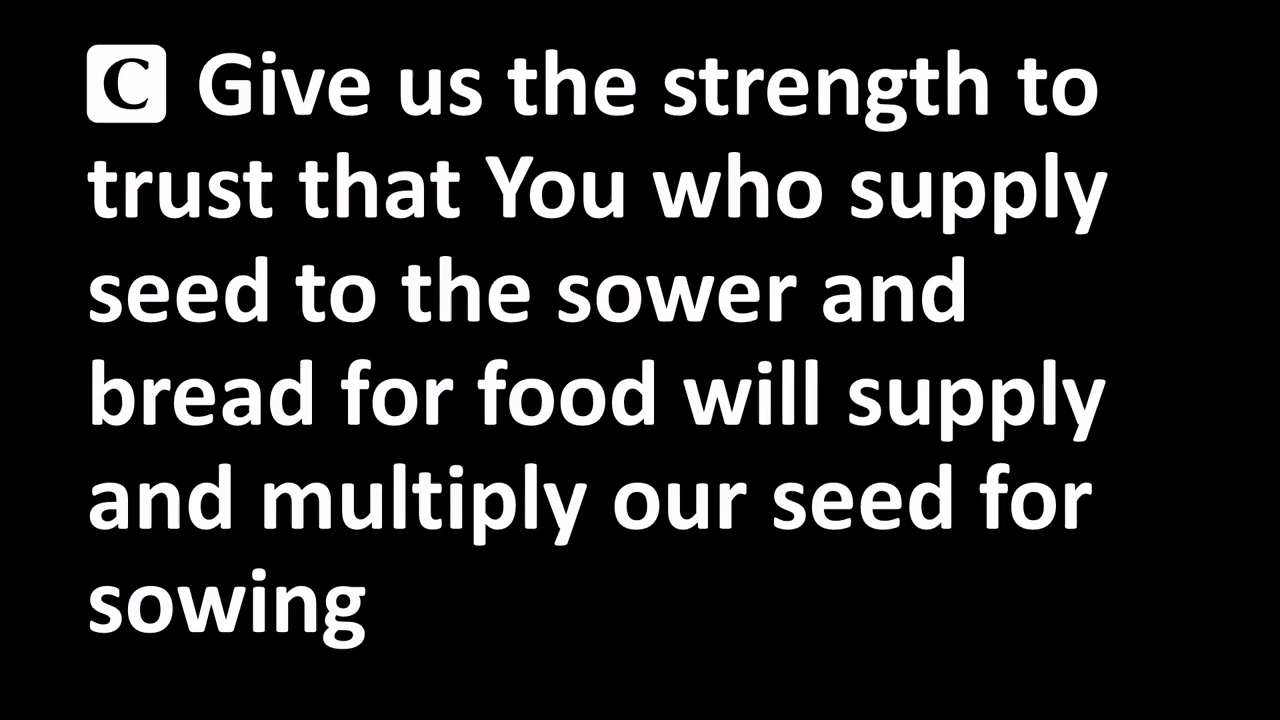 C Give us the strength to
trust that You who supply
seed to the sower and
bread for food will supply
and multiply our seed for
sowing